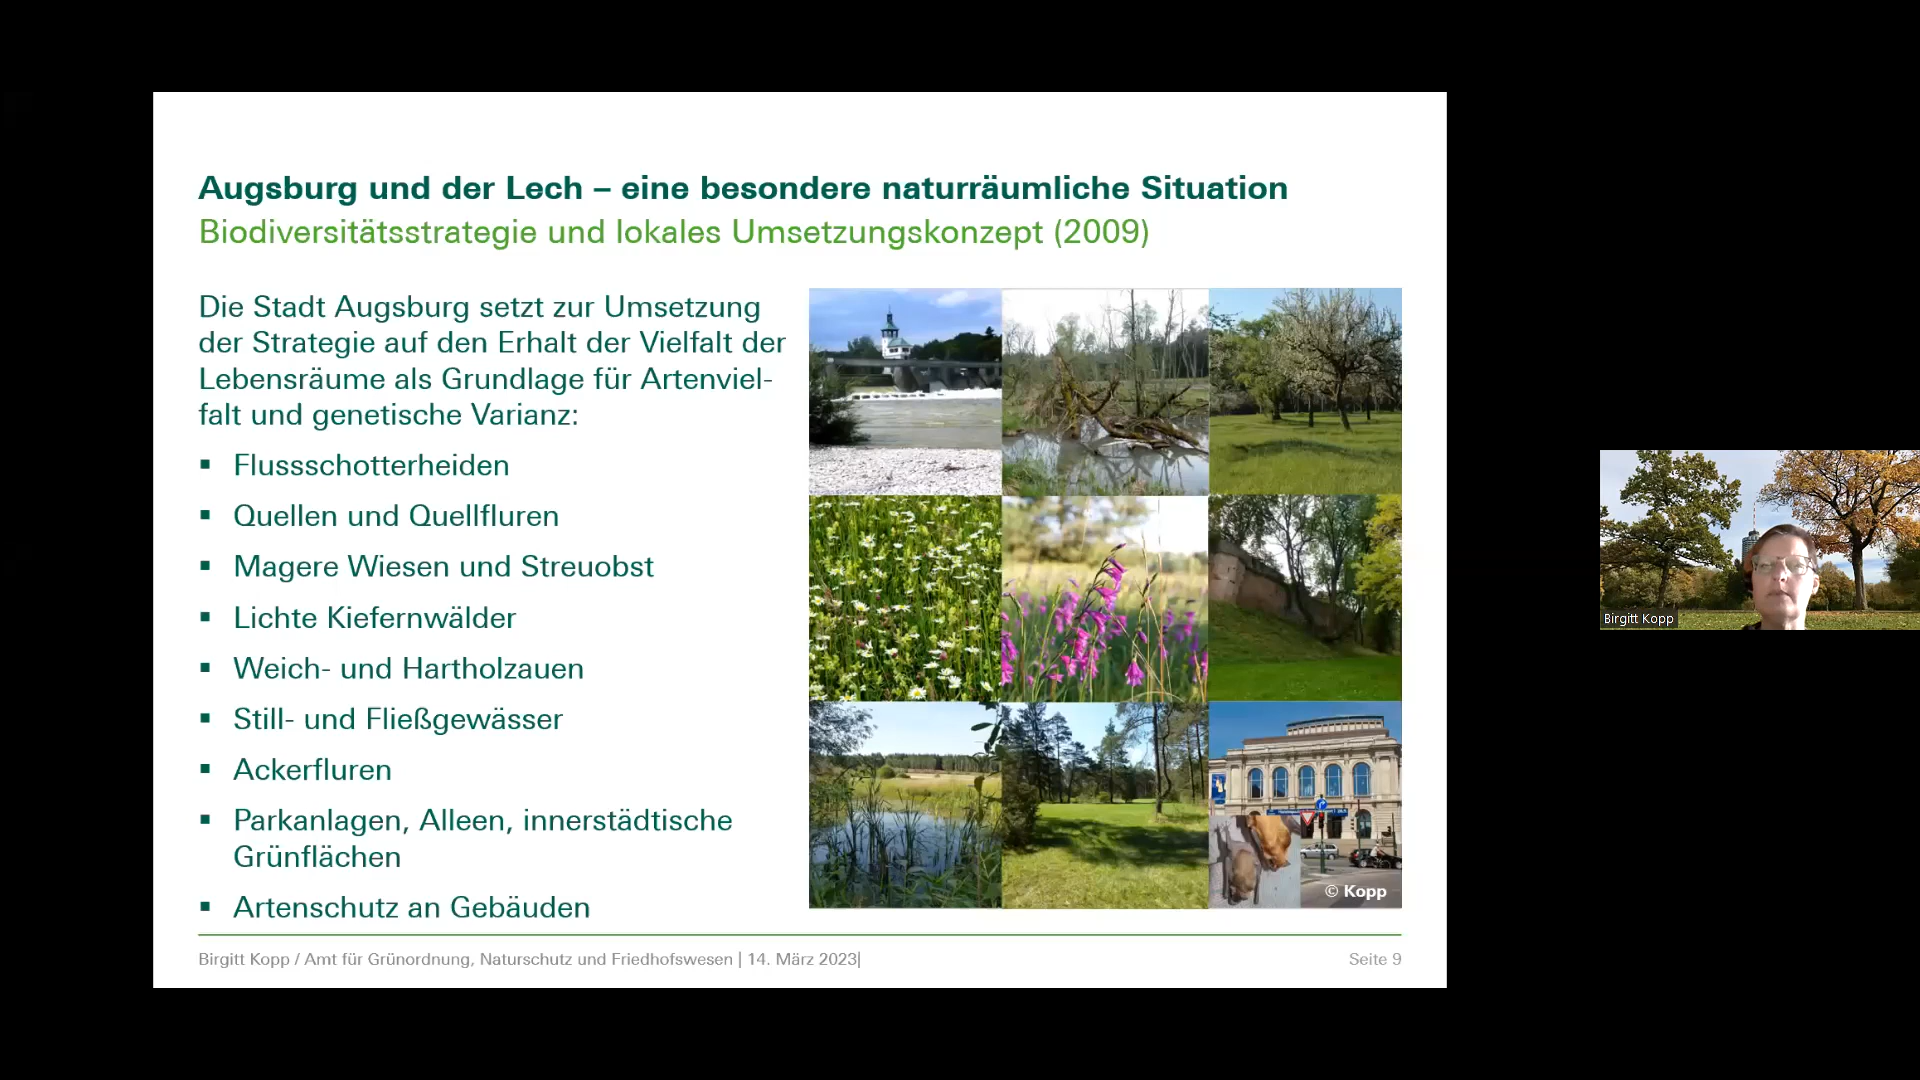 Augsburg und der Lech – eine besondere naturräumliche Situation
Biodiversitätsstrategie und lokales Umsetzungskonzept (2009)
Die Stadt Augsburg setzt zur Umsetzung
der Strategie auf den Erhalt der Vielfalt der
Lebensräume als Grundlage für Artenviel-
falt und genetische Varianz:
▪ Flussschotterheiden
▪ Quellen und Quellfluren
▪ Magere Wiesen und Streuobst
▪ Lichte Kiefernwälder
▪ Weich- und Hartholzauen
▪ Still- und Fließgewässer
▪ Ackerfluren
▪ Parkanlagen, Alleen, innerstädtische
Grünflächen
▪ Artenschutz an Gebäuden
© Kopp
Birgitt Kopp / Amt für Grünordnung, Naturschutz und Friedhofswesen | 14. März 2023|
Seite 9
Birgitt Kopp